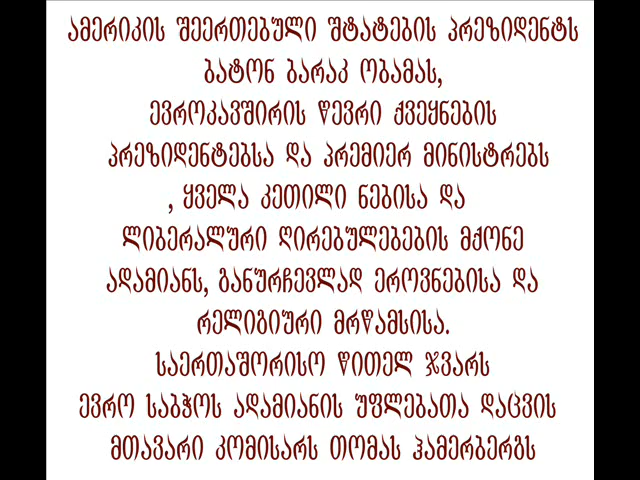 ამერიკის შეერთებული შტატების პრეზიდენტს
ბატონ ბარაკ ობამას,
ევროკავშირის წევრი ქვეყნების
პრეზიდენტებსა და პრემიერ მინისტრებს
, ყველა კეთილი ნებისა და
ლიბერალური ღირებულებების მქონე
ადამიანს, განურჩევლად ეროვნებისა და
რელიგიური მრწამსისა.
საერთაშორისო წითელ ჯვარს
ევრო საბჭოს ადამიანის უფლებათა დაცვის
მთავარი კომისარს თომას ჰამერბერგს